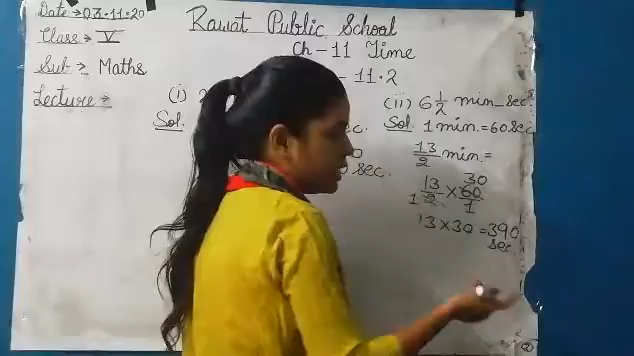 Date → 03.11.20
Rawat Public School
Class → V
Ch - 11 Time
Sub → Maths
- 11.2
Lecture →
(i) 2
(ii) 6 1/2 min - sec
Sol.
Sol. 1 min. = 60 sec
13/2 min. =
sec.
13/2 × 60/1
1 30
13 × 30 = 390
sec